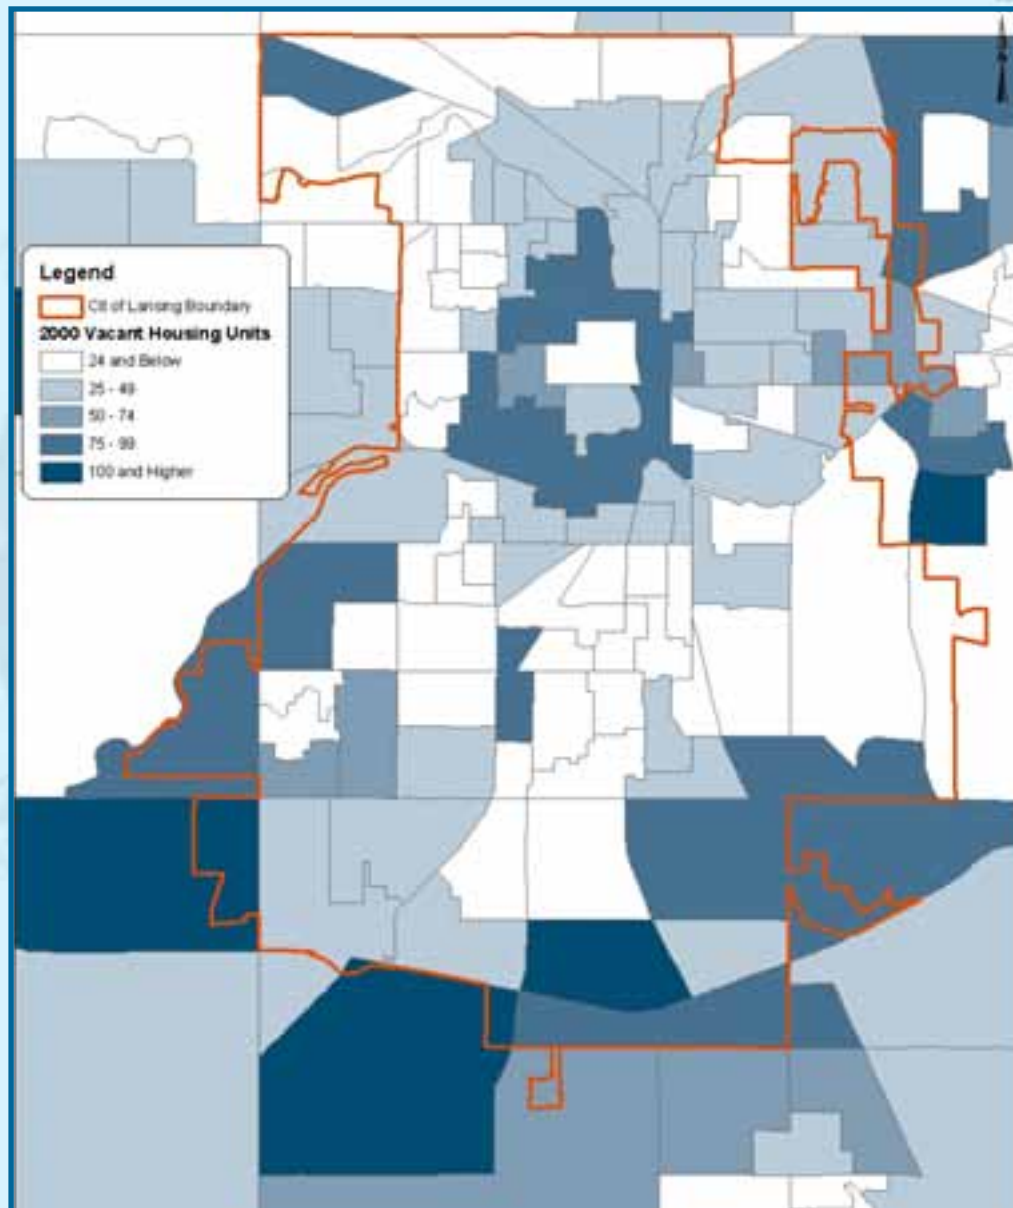 Legend
Cit of Lansing Boundary
2000 Vacant Housing Units
24 and Below
25 - 49
50 - 74
75 - 99
100 and Higher